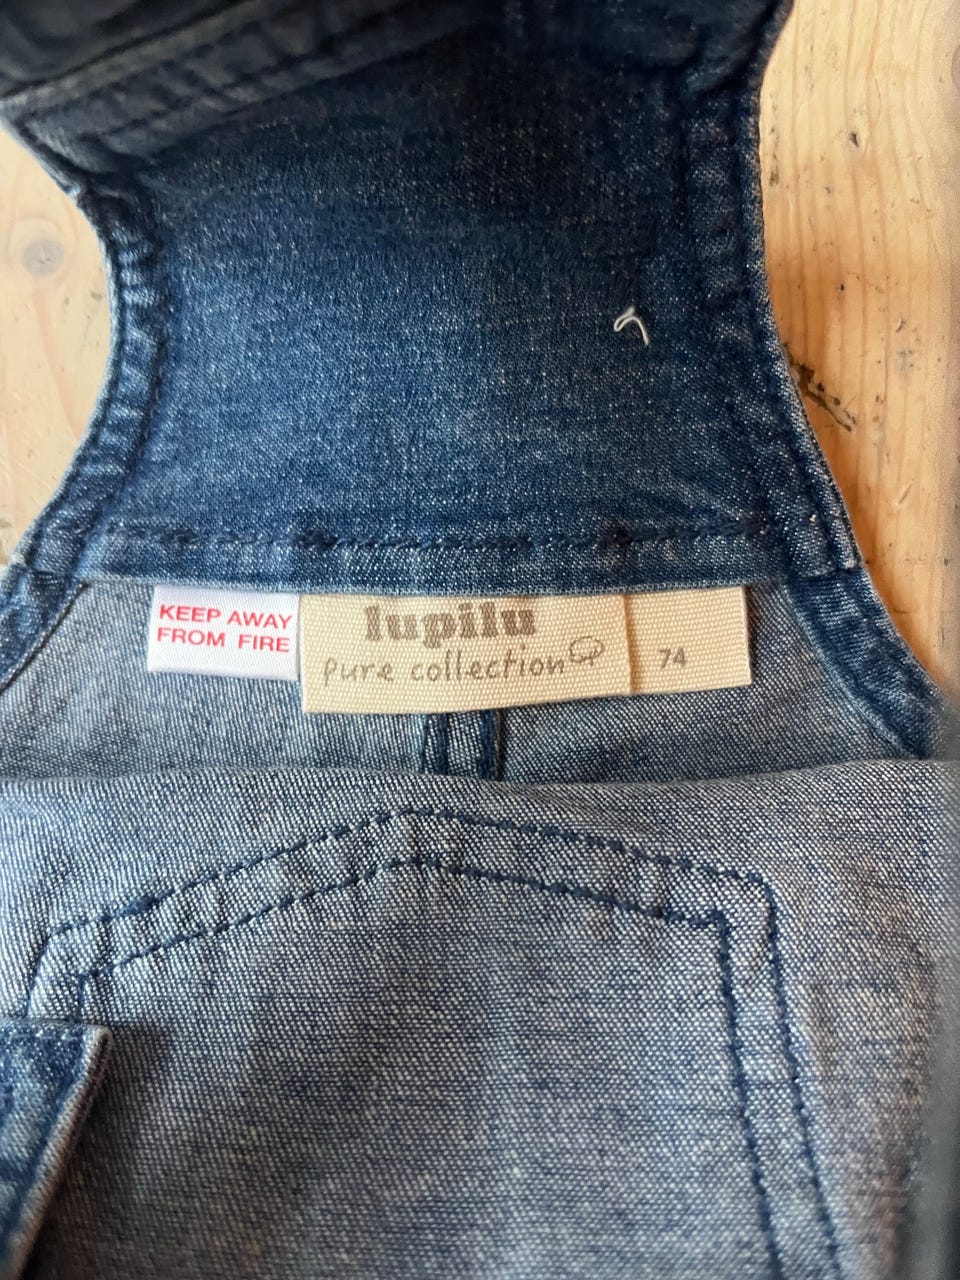 KEEP AWAY
FROM FIRE
lupilu
pure collection
74